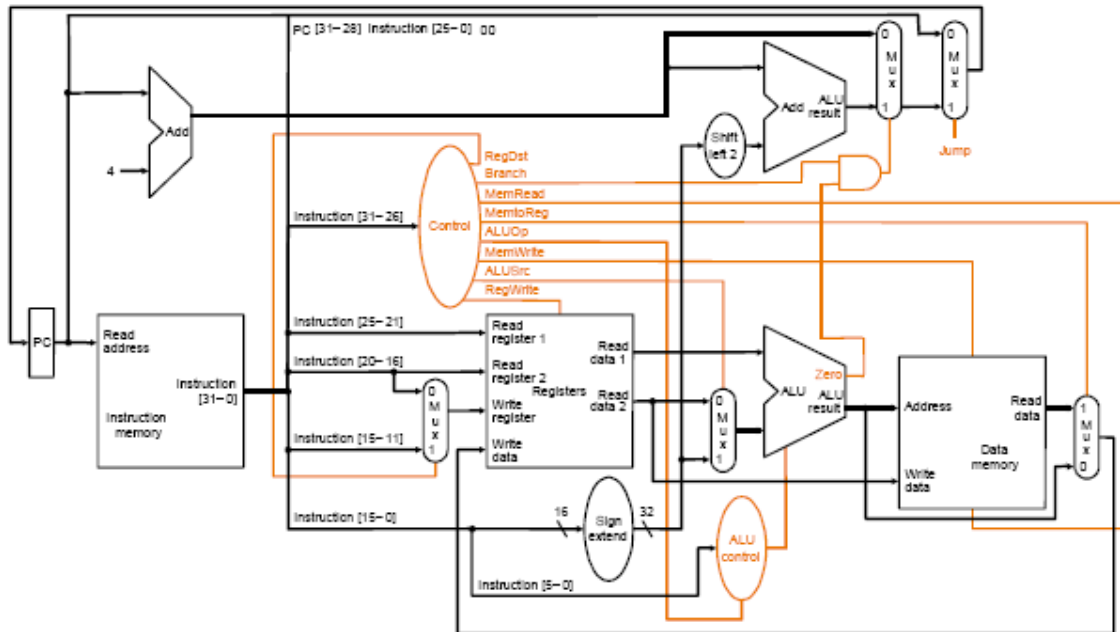 PC [31-28] Instruction [25-0] 00
0
M
u
x
1
0
M
u
x
1
Add
4
Add
ALU
result
Shift
left 2
Jump
RegDst
Branch
MemRead
MemtoReg
ALUOp
MemWrite
ALUSrc
RegWrite
Instruction [31-26]
Control
PC
Read
address
Instruction
[31-0]
Instruction
memory
Instruction [25-21]
Instruction [20-16]
Instruction [15-11]
0
M
u
x
1
Read
register 1
Read
register 2
Registers
Write
register
Write
data
Read
data 1
Read
data 2
0
M
u
x
1
Zero
ALU
ALU
result
Address
Read
data
Data
memory
Write
data
1
M
u
x
0
Instruction [15-0]
16
Sign
extend
32
ALU
control
Instruction [5-0]